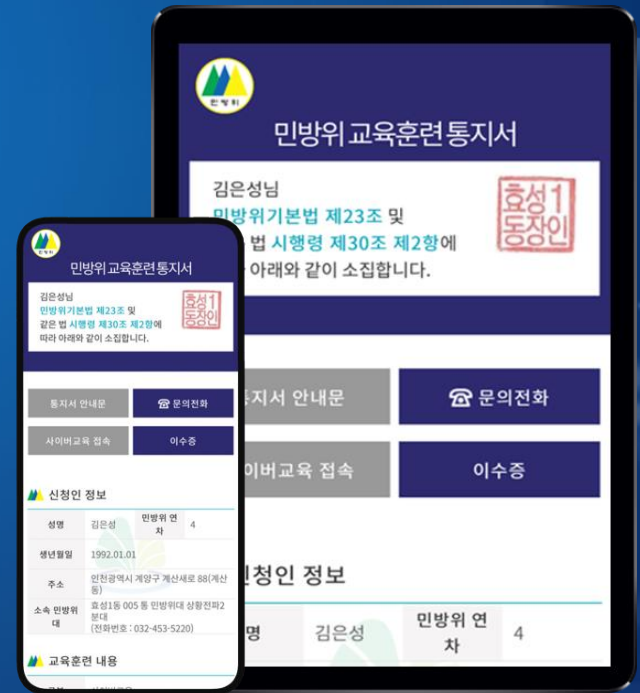 민방위
민방위 교육훈련 통지서
김은성님
민방위기본법 제23조 및
법 시행령 제30조 제2항에
아래와 같이 소집합니다.
효성1
동장인
지서 안내문
☎ 문의전화
이버교육 접속
이수증
청인 정보
명
김은성
민방위 연
차
4
민방위 교육훈련 통지서
김은성님
민방위기본법 제23조 및
같은 법 시행령 제30조 제2항에
따라 아래와 같이 소집합니다.
효성1
동장인
통지서 안내문
☎ 문의전화
사이버교육 접속
이수증
신청인 정보
성명
김은성
민방위 연
차
4
생년월일
1992.01.01
주소
인천광역시 계양구 계산새로 88(계산
동)
소속 민방위
대
효성1동 005 통 민방위대 상황전파2
분대
(전화번호 : 032-453-5220)
교육훈련 내용